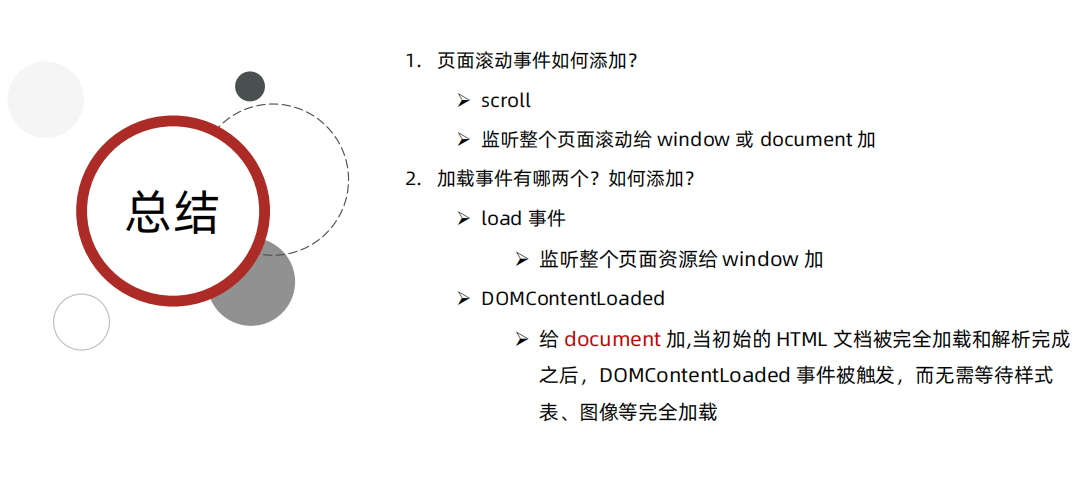 总结
1. 页面滚动事件如何添加?
➢ scroll
➢ 监听整个页面滚动给 window 或 document 加
2. 加载事件有哪两个？如何添加？
➢ load 事件
➢ 监听整个页面资源给 window 加
➢ DOMContentLoaded
➢ 给 document 加,当初始的 HTML 文档被完全加载和解析完成
之后，DOMContentLoaded 事件被触发，而无需等待样式
表、图像等完全加载